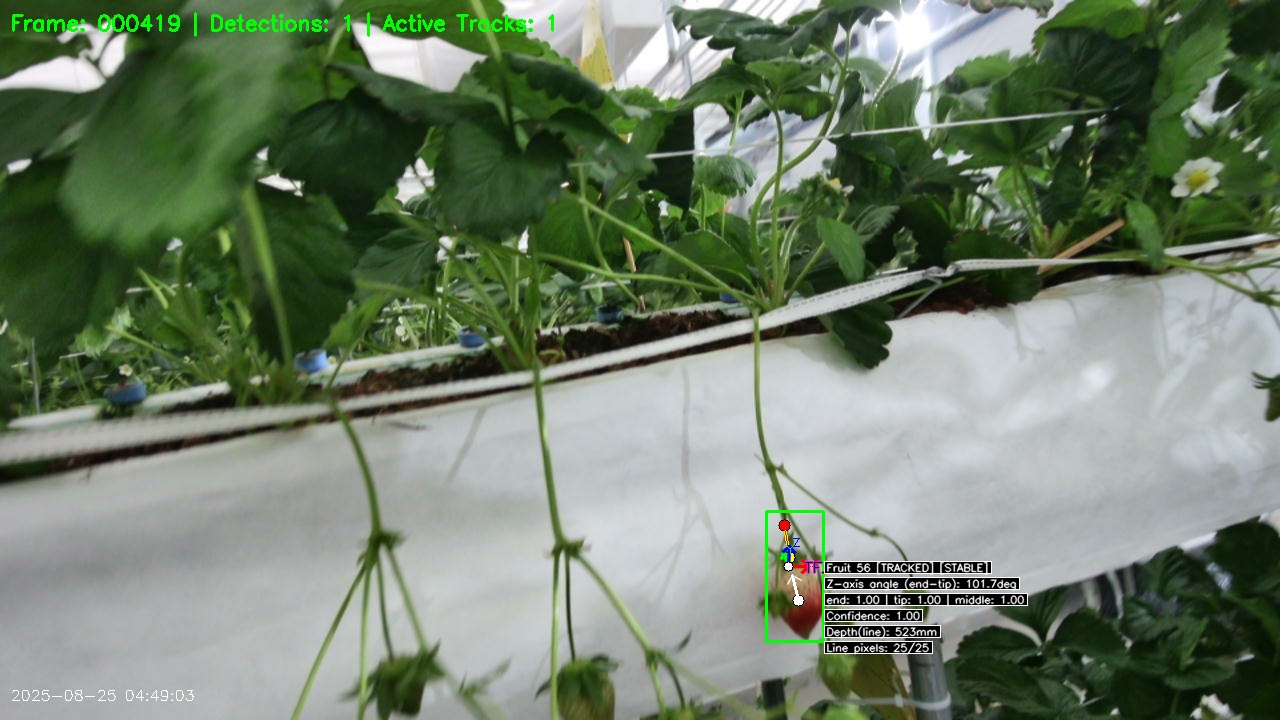 Frame: 000419 | Detections: 1 | Active Tracks: 1
Z
Fruit 56 [TRACKED] [STABLE]
Z-axis angle (end-tip): 101.7deg
end: 1.00 | tip: 1.00 | middle: 1.00
Confidence: 1.00
Depth(line): 523mm
Line pixels: 25/25
2025-08-25 04:49:03